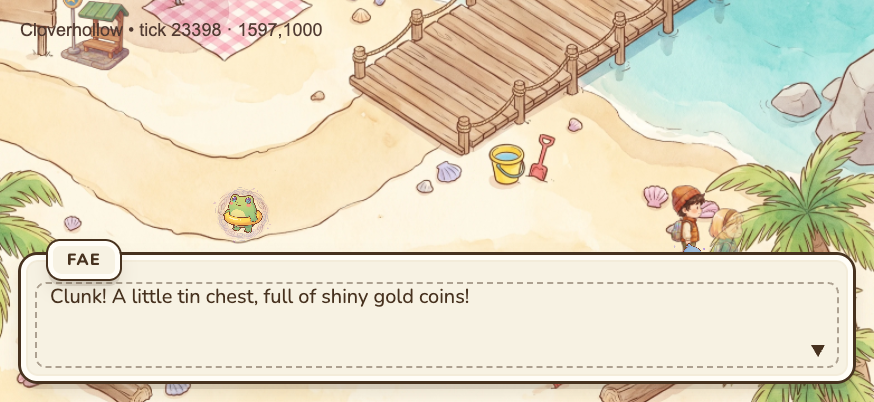 Cloverhollow • tick 23398 · 1597,1000
FAE
Clunk! A little tin chest, full of shiny gold coins!